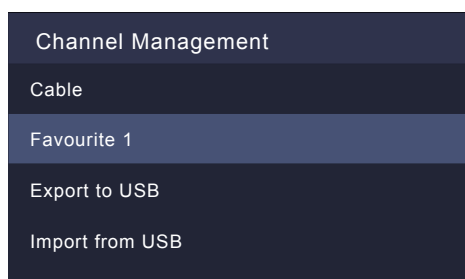 Channel Management
Cable
Favourite 1
Export to USB
Import from USB